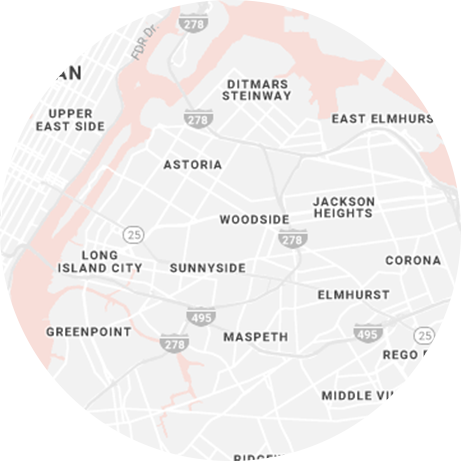 278
FDR Dr.
AN
DITMARS
STEINWAY
UPPER
EAST SIDE
278
EAST ELMHURS
ASTORIA
JACKSON
HEIGHTS
WOODSIDE
25
278
LONG
ISLAND CITY
SUNNYSIDE
CORONA
ELMHURST
495
GREENPOINT
278
MASPETH
495
25
REGO
MIDDLE VI
RIDGEW